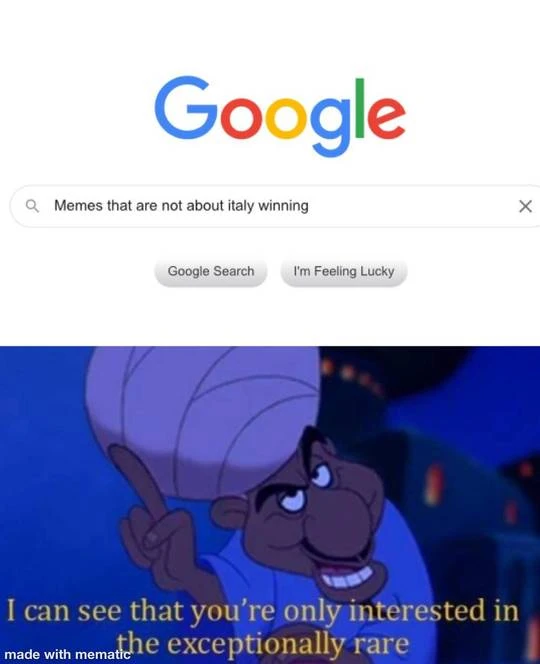 Google
Memes that are not about italy winning
Google Search
I'm Feeling Lucky
I can see that you're only interested in
the exceptionally rare
made with mematic